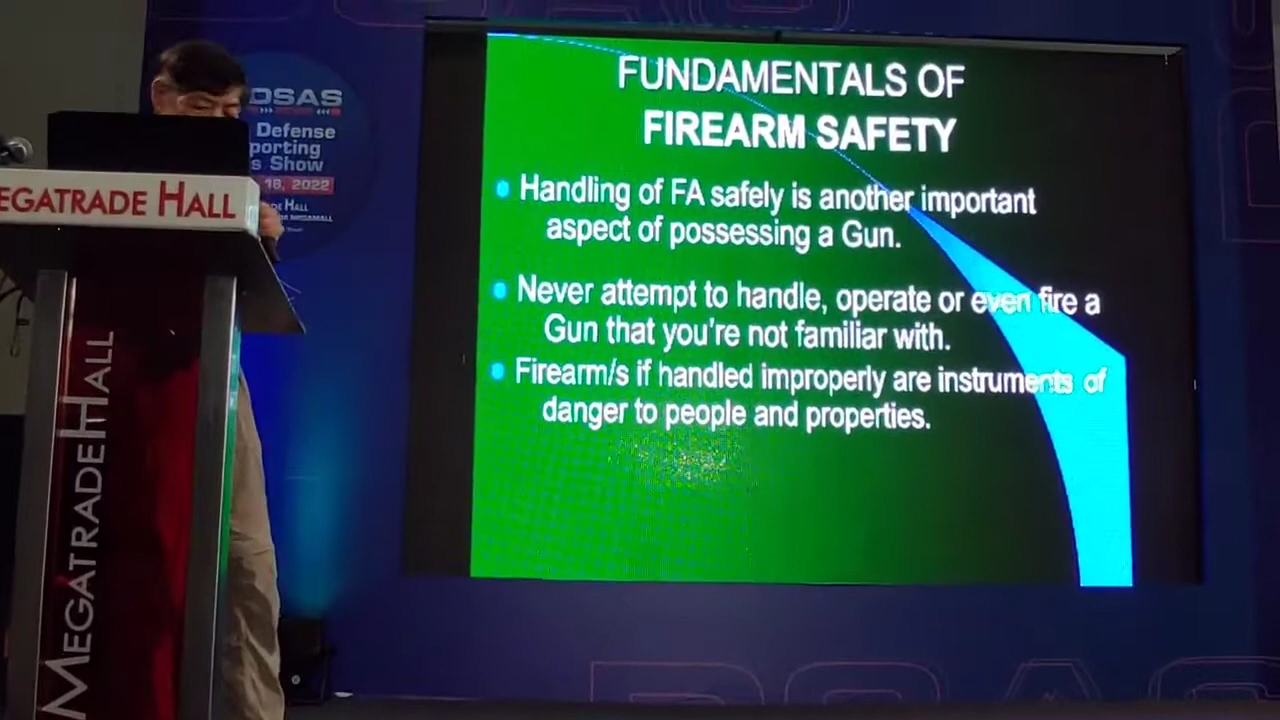 FUNDAMENTALS OF
FIREARM SAFETY
Handling of FA safely is another important
aspect of possessing a Gun.
Never attempt to handle, operate or even fire a
Gun that you're not familiar with.
Firearm/s if handled improperly are instruments of
danger to people and properties.
DSAS
Defense
porting
s Show
18, 2022
HALL
EGATRADE HALL
MEGATRADE HALL